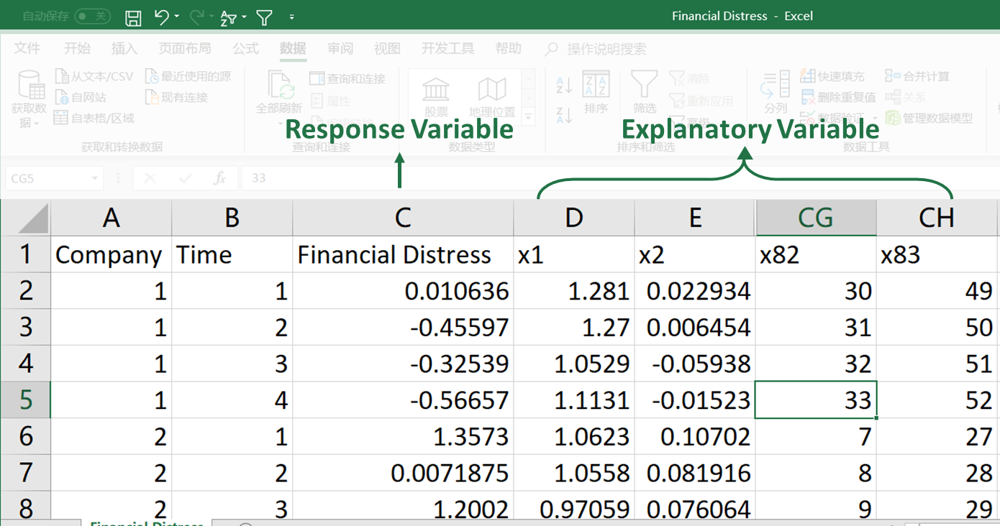 自动保存 关 Financial Distress - Excel
文件 开始 插入 页面布局 公式 数据 审阅 视图 开发工具 帮助 操作说明搜索
从文本/CSV 最近使用的源 查询和连接 清除 快速填充 合并计算
自网站 现有连接 属性 重新应用 删除重复值 关系
获取数据 自表格/区域 全部刷新 股票 地理位置 排序 筛选 高级 分列 数据验证 管理数据模型
Response Variable Explanatory Variable
获取和转换数据 查询和连接 数据类型 排序和筛选 数据工具
CG5 fx 33
A B C D E CG CH
1 Company Time Financial Distress x1 x2 x82 x83
2 1 1 0.010636 1.281 0.022934 30 49
3 1 2 -0.45597 1.27 0.006454 31 50
4 1 3 -0.32539 1.0529 -0.05938 32 51
5 1 4 -0.56657 1.1131 -0.01523 33 52
6 2 1 1.3573 1.0623 0.10702 7 27
7 2 2 0.0071875 1.0558 0.081916 8 28
8 2 3 1.2002 0.97059 0.076064 9 29
Financial Distress